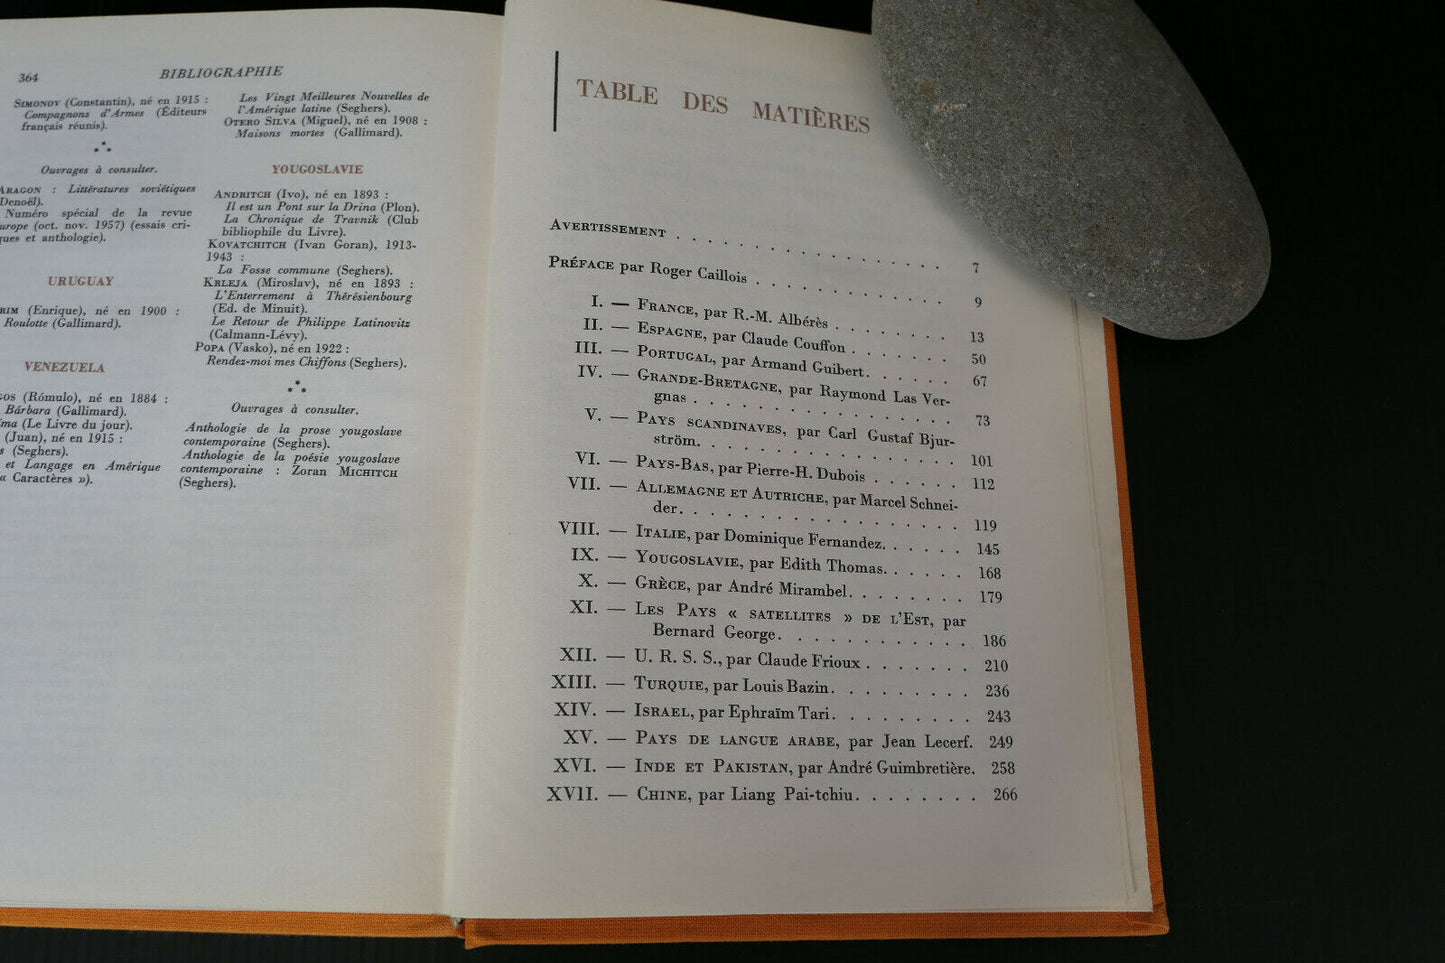 364
BIBLIOGRAPHIE
SIMONOV (Constantin), né en 1915 :
Compagnons d'Armes (Éditeurs
français réunis).
Ouvrages à consulter.
ARAGON : Littératures soviétiques
Denoël).
Numéro spécial de la revue
urope (oct. nov. 1957) (essais cri-
ques et anthologie).
URUGUAY
RIM (Enrique), né en 1900 :
Roulotte (Gallimard).
VENEZUELA
GOS (Rómulo), né en 1884 :
Bárbara (Gallimard).
ma (Le Livre du jour).
(Juan), né en 1915 :
s (Seghers).
et Langage en Amérique
« Caractères »).
Les Vingt Meilleures Nouvelles de
l'Amérique latine (Seghers).
OTERO SILVA (Miguel), né en 1908 :
Maisons mortes (Gallimard).
YOUGOSLAVIE
ANDRITCH (Ivo), né en 1893 :
Il est un Pont sur la Drina (Plon).
La Chronique de Travnik (Club
bibliophile du Livre).
KOVATCHITCH (Ivan Goran), 1913-
1943 :
La Fosse commune (Seghers).
KRLEJA (Miroslav), né en 1893 :
L'Enterrement à Thérésienbourg
(Ed. de Minuit).
Le Retour de Philippe Latinovitz
(Calmann-Lévy).
POPA (Vasko), né en 1922 :
Rendez-moi mes Chiffons (Seghers).
Ouvrages à consulter.
Anthologie de la prose yougoslave
contemporaine (Seghers).
Anthologie de la poésie yougoslave
contemporaine : Zoran MICHITCH
(Seghers).
TABLE DES MATIÈRES
AVERTISSEMENT . . . . . . . . . . . . . . 7
PRÉFACE par Roger Caillois . . . . . . . . . . . . 9
I. — FRANCE, par R.-M. Albérès . . . . . . . . 13
II. — ESPAGNE, par Claude Couffon . . . . . . . 50
III. — PORTUGAL, par Armand Guibert. . . . . . . 67
IV. — GRANDE-BRETAGNE, par Raymond Las Ver-
gnas . . . . . . . . . . . . . . . . 73
V. — PAYS SCANDINAVES, par Carl Gustaf Bjur-
ström. . . . . . . . . . . . . . . . 101
VI. — PAYS-BAS, par Pierre-H. Dubois . . . . . . 112
VII. — ALLEMAGNE ET AUTRICHE, par Marcel Schnei-
der. . . . . . . . . . . . . . . . . . 119
VIII. — ITALIE, par Dominique Fernandez. . . . . . 145
IX. — YOUGOSLAVIE, par Edith Thomas. . . . . . 168
X. — GRÈCE, par André Mirambel. . . . . . . . 179
XI. — LES PAYS « SATELLITES » DE L'EST, par
Bernard George. . . . . . . . . . . . 186
XII. — U. R. S. S., par Claude Frioux . . . . . . . 210
XIII. — TURQUIE, par Louis Bazin. . . . . . . . . 236
XIV. — ISRAEL, par Ephraïm Tari. . . . . . . . . 243
XV. — PAYS DE LANGUE ARABE, par Jean Lecerf. 249
XVI. — INDE ET PAKISTAN, par André Guimbretière. 258
XVII. — CHINE, par Liang Pai-tchiu. . . . . . . . 266